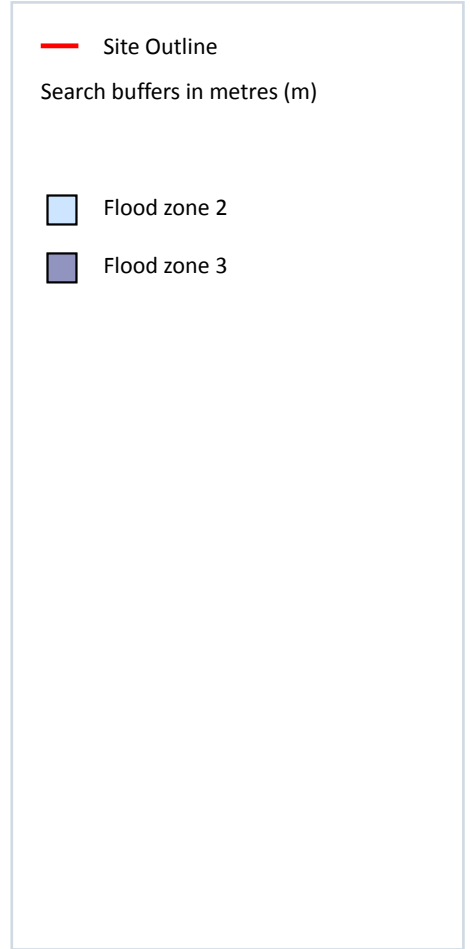 Site Outline
Search buffers in metres (m)
Flood zone 2
Flood zone 3